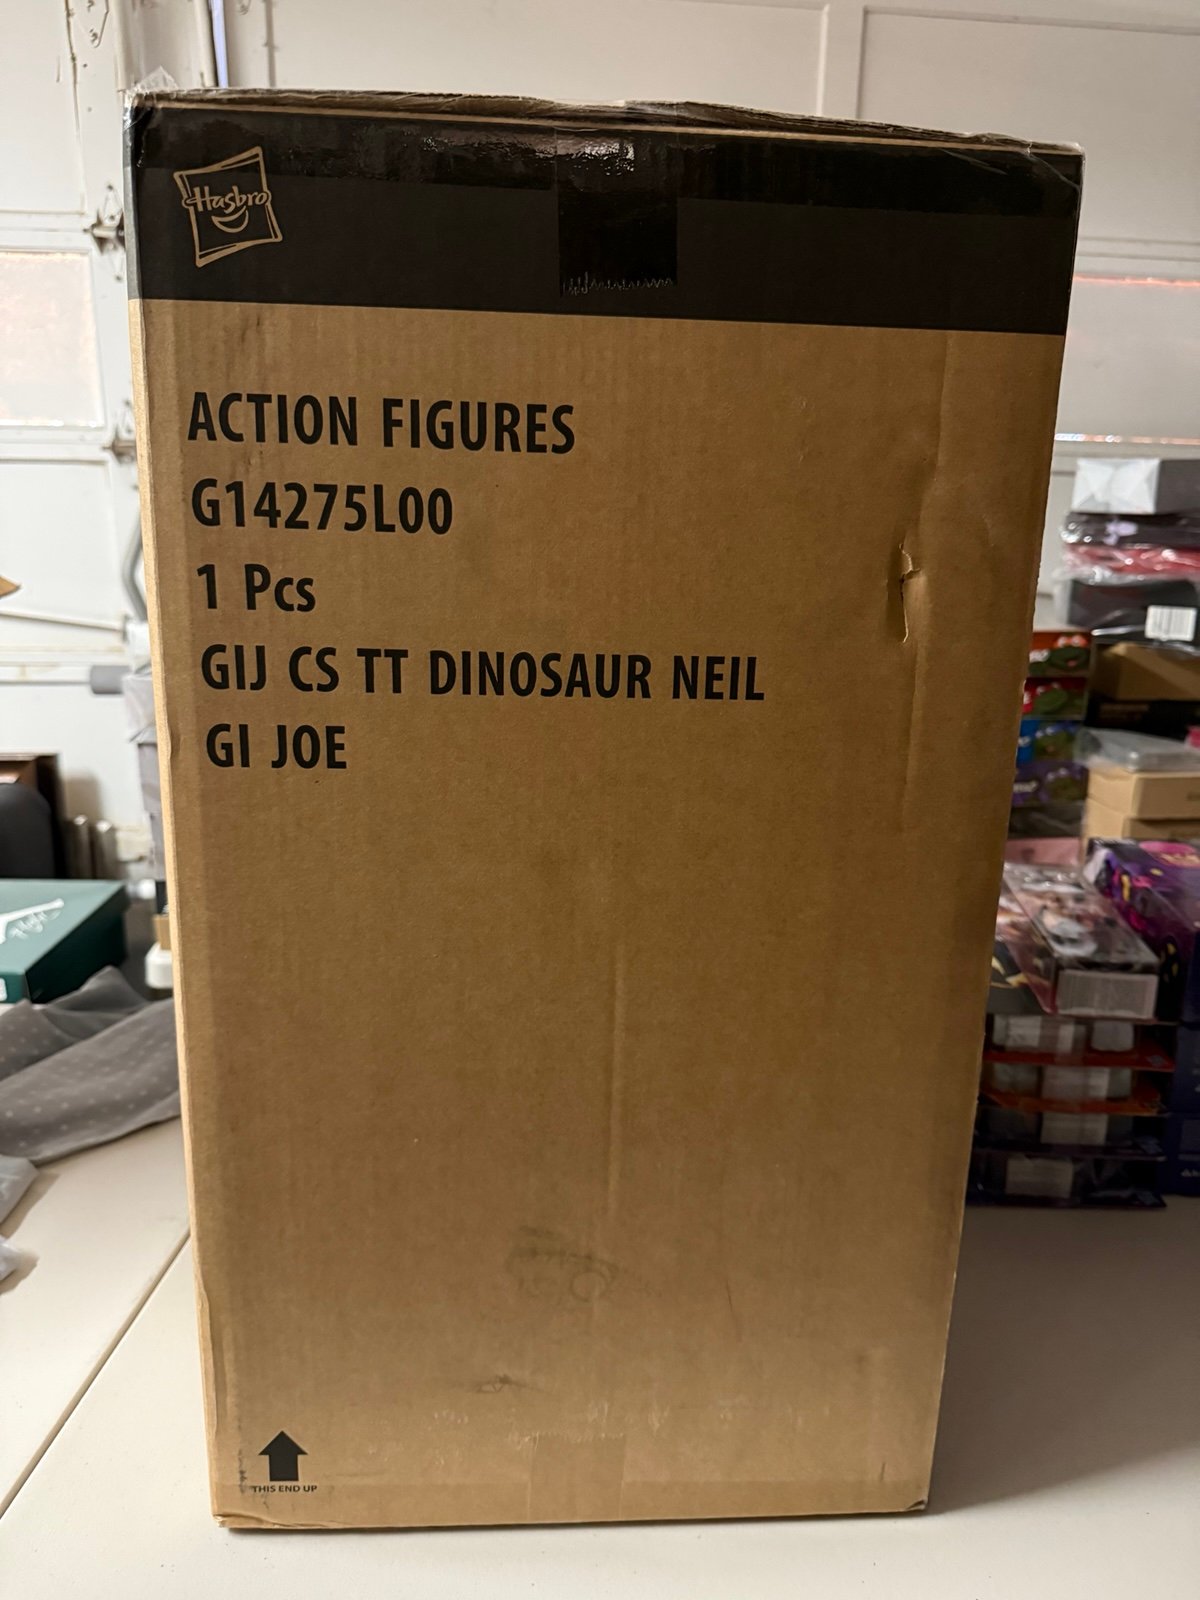 Hasbro
ACTION FIGURES
G14275L00
1 Pcs
GIJ CS TT DINOSAUR NEIL
GI JOE
THIS END UP